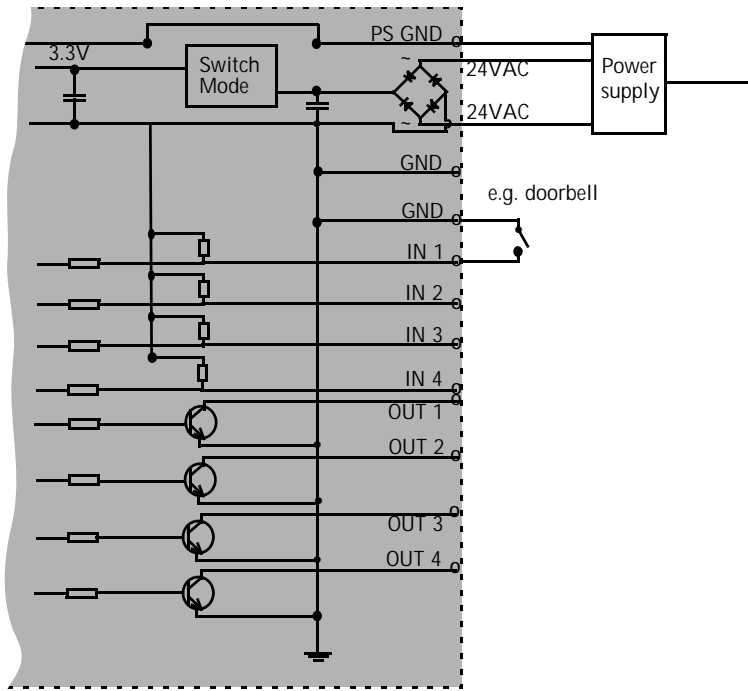 PS GND
3.3V
Switch
Mode
~
24VAC
Power
supply
~
24VAC
GND
e.g. doorbell
GND
IN 1
IN 2
IN 3
IN 4
OUT 1
OUT 2
OUT 3
OUT 4